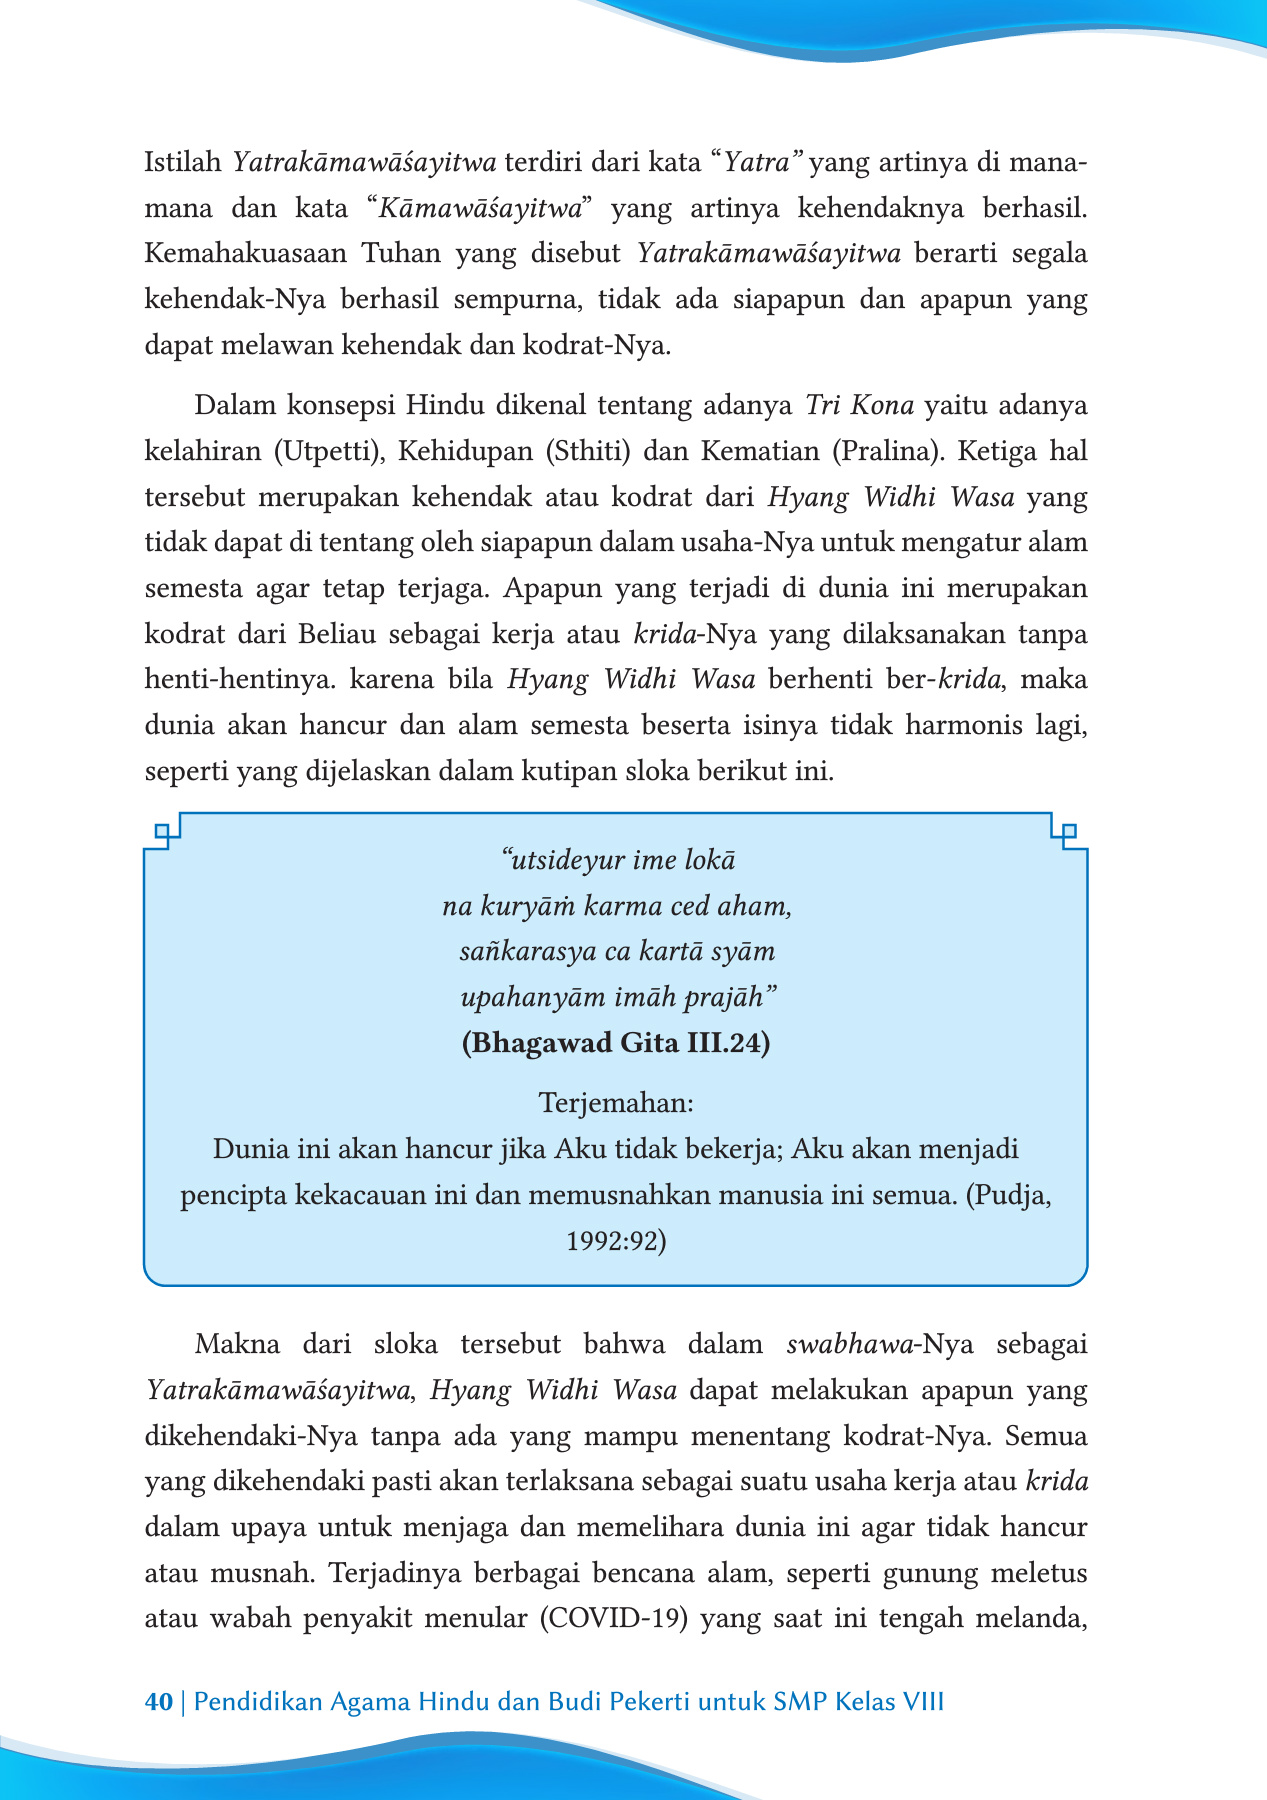 Istilah Yatrakāmawāśayitwa terdiri dari kata “Yatra” yang artinya di mana-
mana dan kata “Kāmawāśayitwa” yang artinya kehendaknya berhasil.
Kemahakuasaan Tuhan yang disebut Yatrakāmawāśayitwa berarti segala
kehendak-Nya berhasil sempurna, tidak ada siapapun dan apapun yang
dapat melawan kehendak dan kodrat-Nya.
Dalam konsepsi Hindu dikenal tentang adanya Tri Kona yaitu adanya
kelahiran (Utpetti), Kehidupan (Sthiti) dan Kematian (Pralina). Ketiga hal
tersebut merupakan kehendak atau kodrat dari Hyang Widhi Wasa yang
tidak dapat di tentang oleh siapapun dalam usaha-Nya untuk mengatur alam
semesta agar tetap terjaga. Apapun yang terjadi di dunia ini merupakan
kodrat dari Beliau sebagai kerja atau krida-Nya yang dilaksanakan tanpa
henti-hentinya. karena bila Hyang Widhi Wasa berhenti ber-krida, maka
dunia akan hancur dan alam semesta beserta isinya tidak harmonis lagi,
seperti yang dijelaskan dalam kutipan sloka berikut ini.
“utsideyur ime lokā
na kuryāṁ karma ced aham,
sañkarasya ca kartā syām
upahanyām imāh prajāh”
(Bhagawad Gita III.24)
Terjemahan:
Dunia ini akan hancur jika Aku tidak bekerja; Aku akan menjadi
pencipta kekacauan ini dan memusnahkan manusia ini semua. (Pudja,
1992:92)
Makna dari sloka tersebut bahwa dalam swabhawa-Nya sebagai
Yatrakāmawāśayitwa, Hyang Widhi Wasa dapat melakukan apapun yang
dikehendaki-Nya tanpa ada yang mampu menentang kodrat-Nya. Semua
yang dikehendaki pasti akan terlaksana sebagai suatu usaha kerja atau krida
dalam upaya untuk menjaga dan memelihara dunia ini agar tidak hancur
atau musnah. Terjadinya berbagai bencana alam, seperti gunung meletus
atau wabah penyakit menular (COVID-19) yang saat ini tengah melanda,
40 | Pendidikan Agama Hindu dan Budi Pekerti untuk SMP Kelas VIII